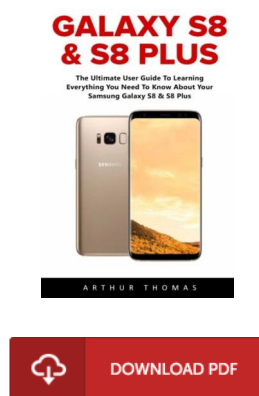 GALAXY S8
& S8 PLUS
The Ultimate User Guide To Learning
Everything You Need To Know About Your
Samsung Galaxy S8 & S8 Plus
SAMSUNG
ARTHUR THOMAS
DOWNLOAD PDF